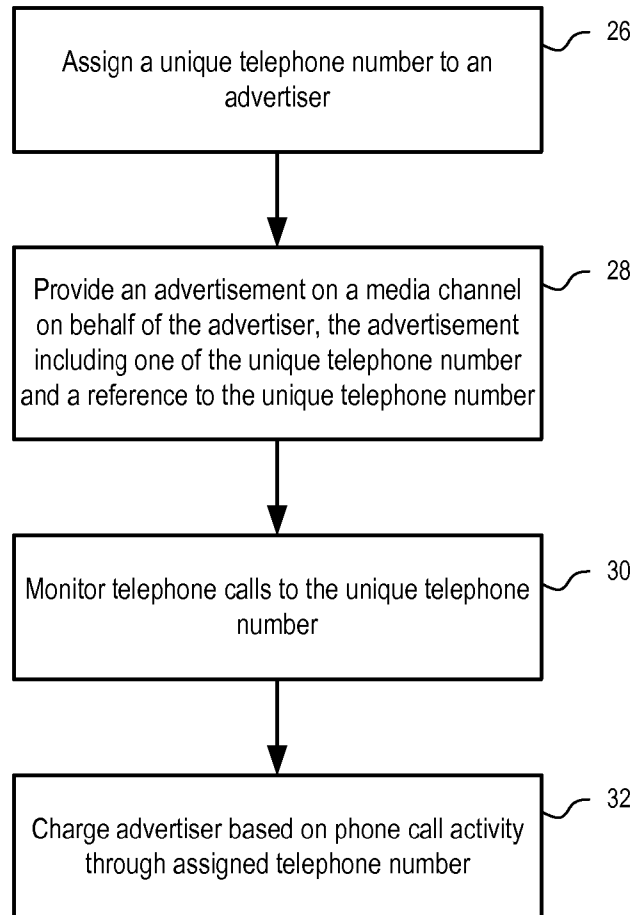 26
Assign a unique telephone number to an
advertiser
28
Provide an advertisement on a media channel
on behalf of the advertiser, the advertisement
including one of the unique telephone number
and a reference to the unique telephone number
30
Monitor telephone calls to the unique telephone
number
32
Charge advertiser based on phone call activity
through assigned telephone number